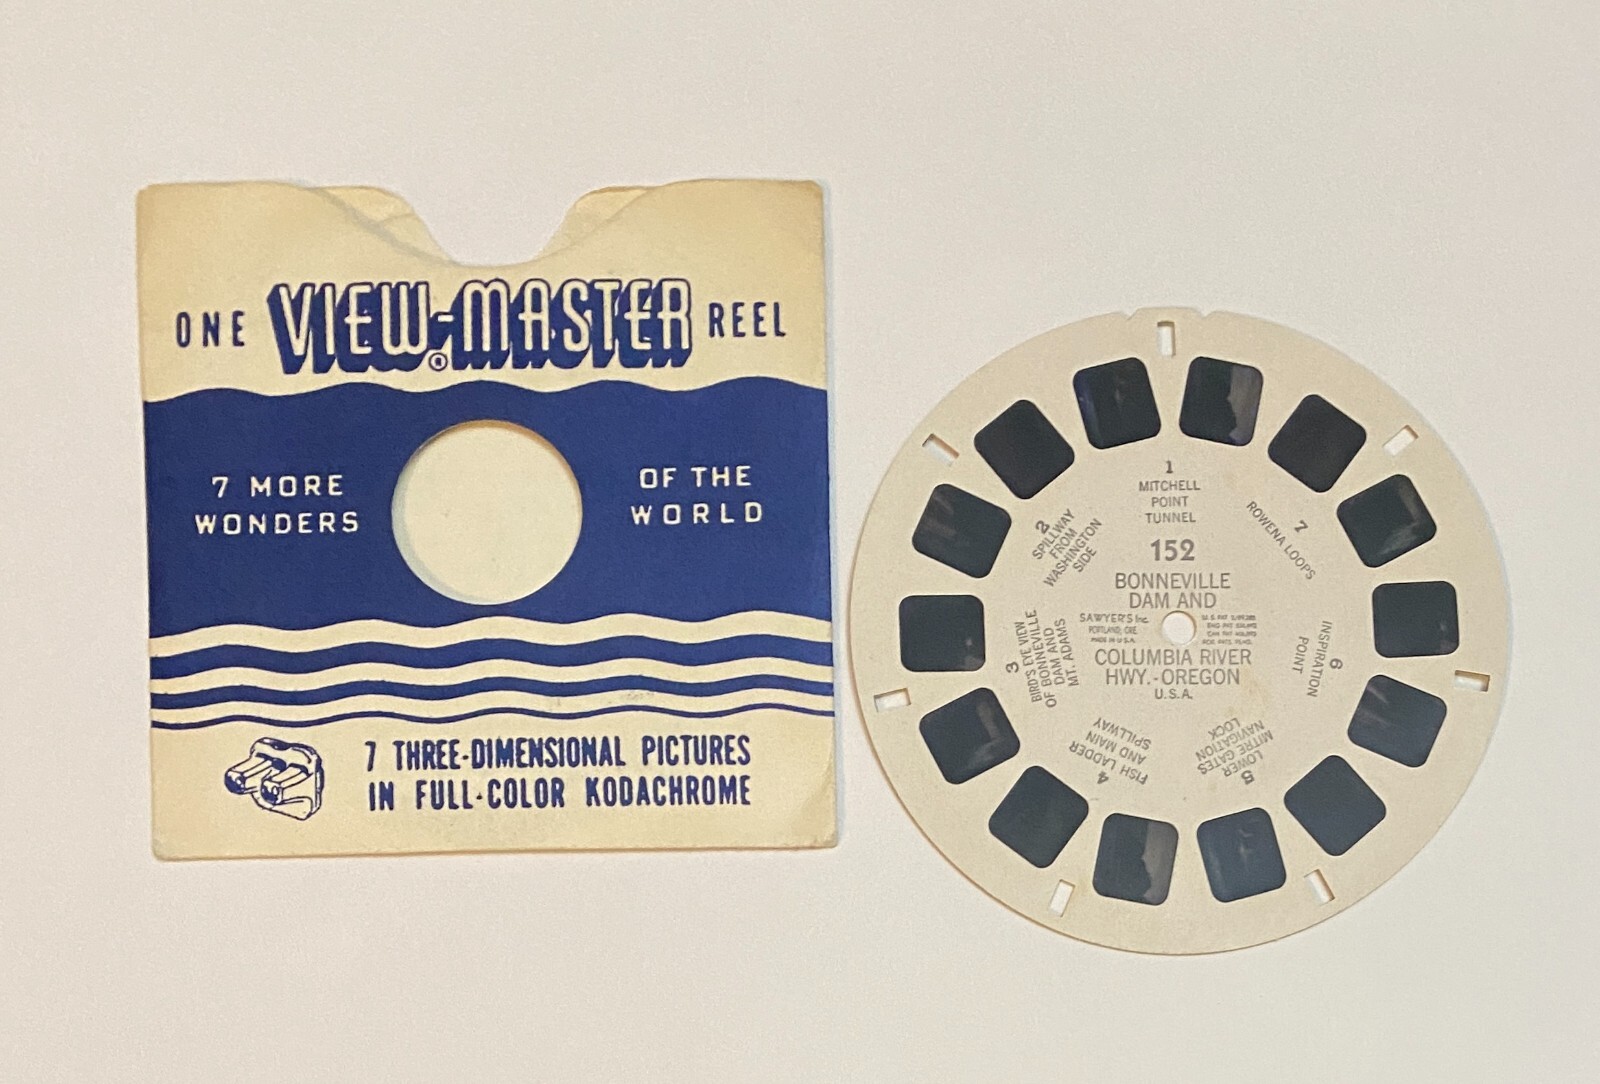 ONE VIEW-MASTER® REEL
7 MORE
WONDERS
OF THE
WORLD
7 THREE-DIMENSIONAL PICTURES
IN FULL-COLOR KODACHROME
1
MITCHELL
POINT
TUNNEL
2
SPILLWAY
FROM
WASHINGTON
SIDE
3
BIRD'S EYE VIEW
OF BONNEVILLE
DAM AND
MT. ADAMS
4
FISH LADDER
AND MAIN
SPILLWAY
5
LOWER
MITRE GATES
NAVIGATION
LOCK
6
INSPIRATION
POINT
7
ROWENA LOOPS
152
BONNEVILLE
DAM AND
SAWYER'S Inc.
PORTLAND, ORE.
MADE IN U.S.A.
COLUMBIA RIVER
HWY.-OREGON
U.S.A.